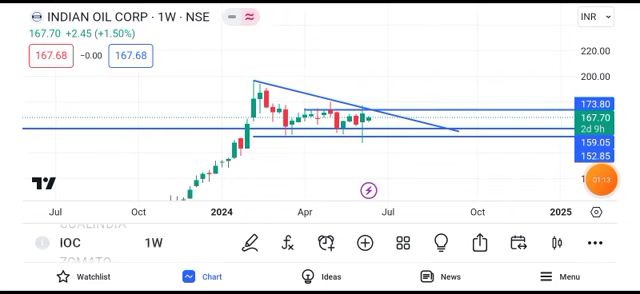 INDIAN OIL CORP · 1W · NSE
INR
167.70 +2.45 (+1.50%)
167.68 −0.00 167.68
220.00
200.00
173.80
167.70
2d 9h
159.05
152.85
01:13
Jul Oct 2024 Apr Jul Oct 2025
COALINDIA
IOC 1W
ZOMATO
Watchlist Chart Ideas News Menu